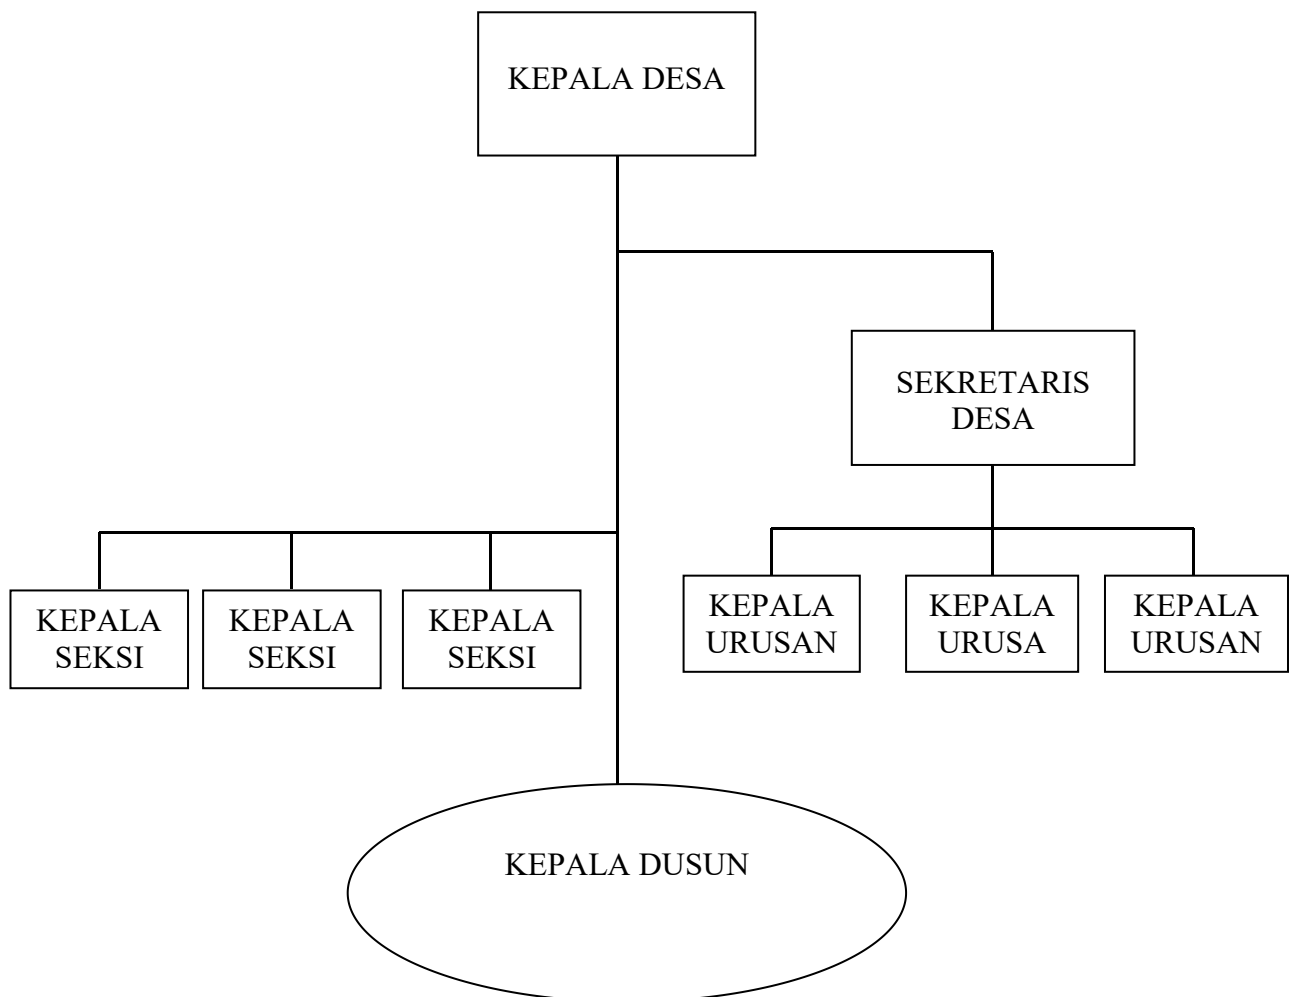 KEPALA DESA
SEKRETARIS
DESA
KEPALA
SEKSI
KEPALA
SEKSI
KEPALA
SEKSI
KEPALA
URUSAN
KEPALA
URUSA
KEPALA
URUSAN
KEPALA DUSUN